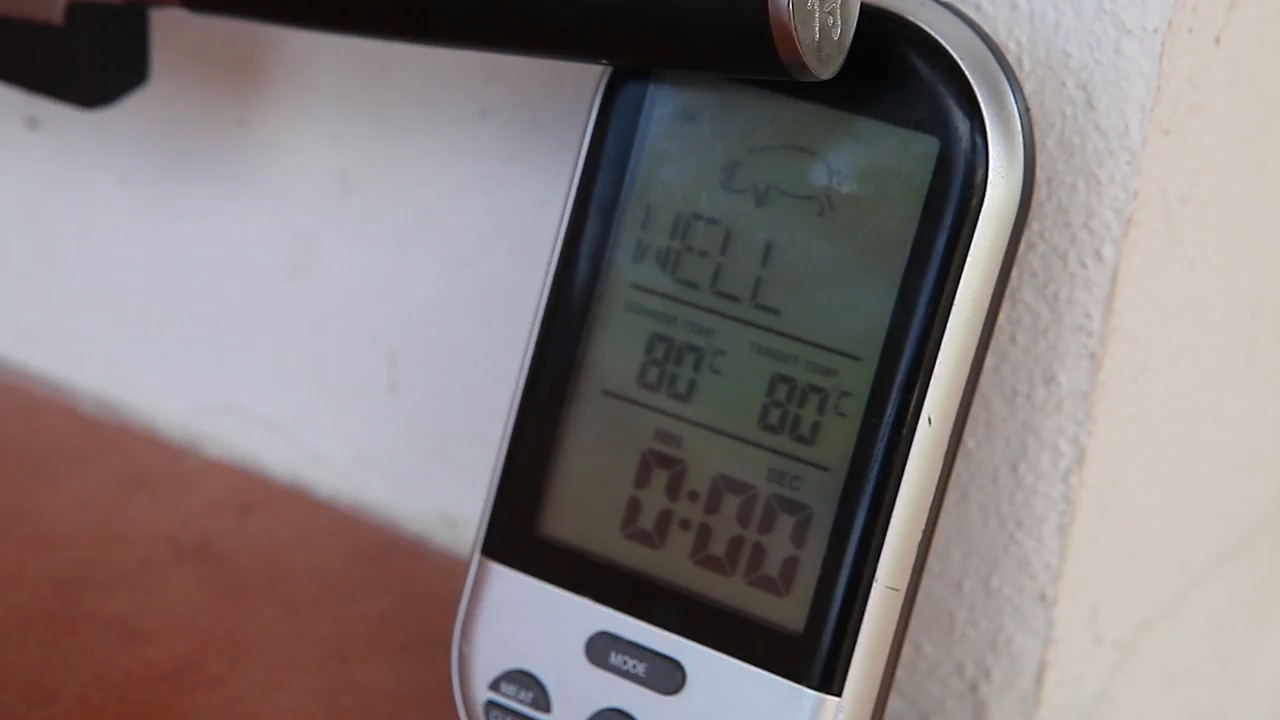 WELL
CURRENT TEMP TARGET TEMP
80°C 80°C
MIN. SEC
0:00
MODE
MEAT